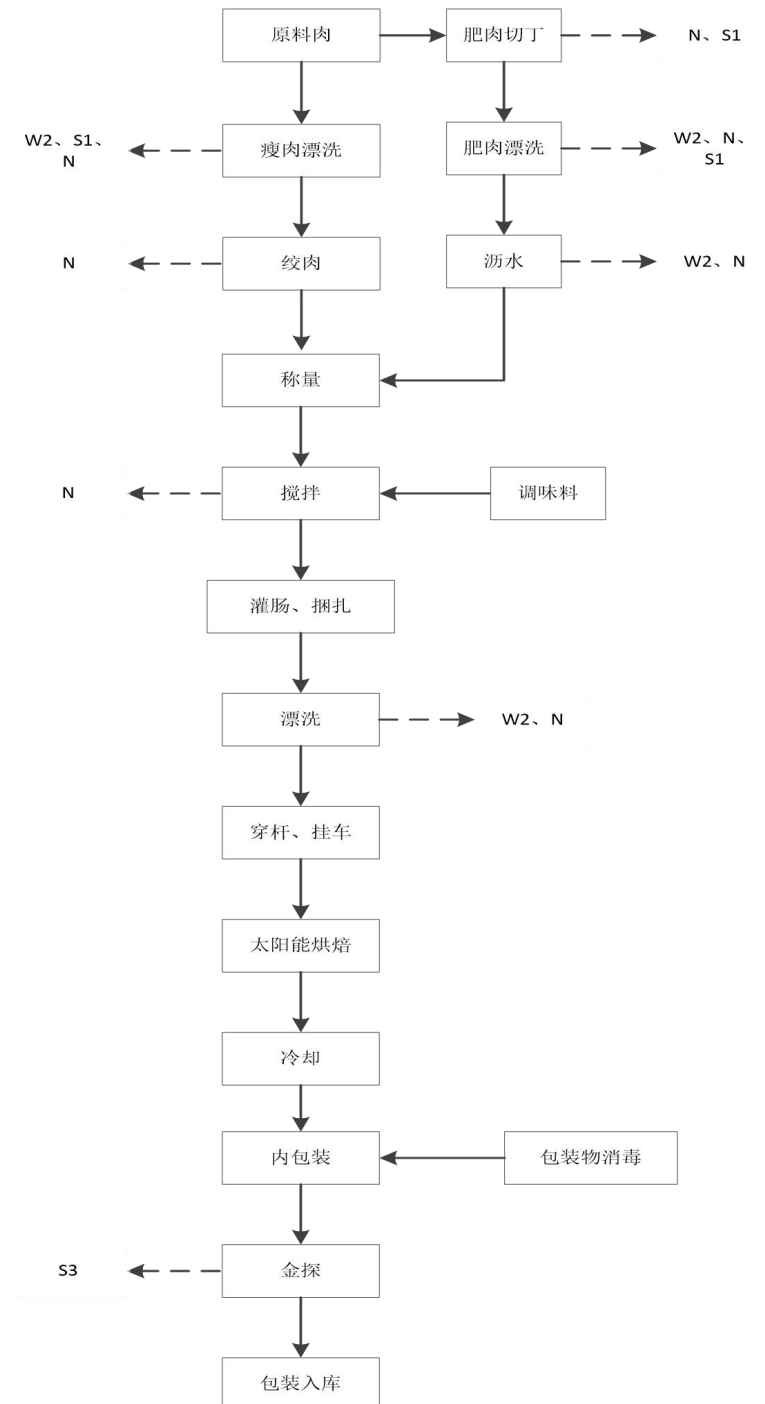 原料肉
肥肉切丁
N、S1
W2、S1、
N
瘦肉漂洗
肥肉漂洗
W2、N、
S1
N
绞肉
沥水
W2、N
称量
N
搅拌
调味料
灌肠、捆扎
漂洗
W2、N
穿杆、挂车
太阳能烘焙
冷却
内包装
包装物消毒
S3
金探
包装入库